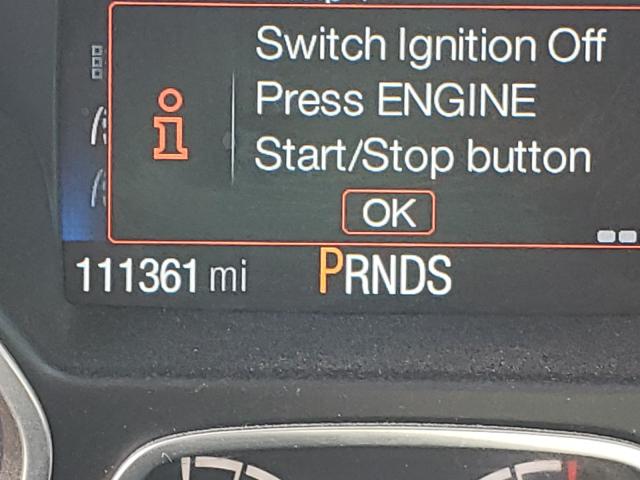 Switch Ignition Off
Press ENGINE
Start/Stop button
OK
111361 mi PRNDS